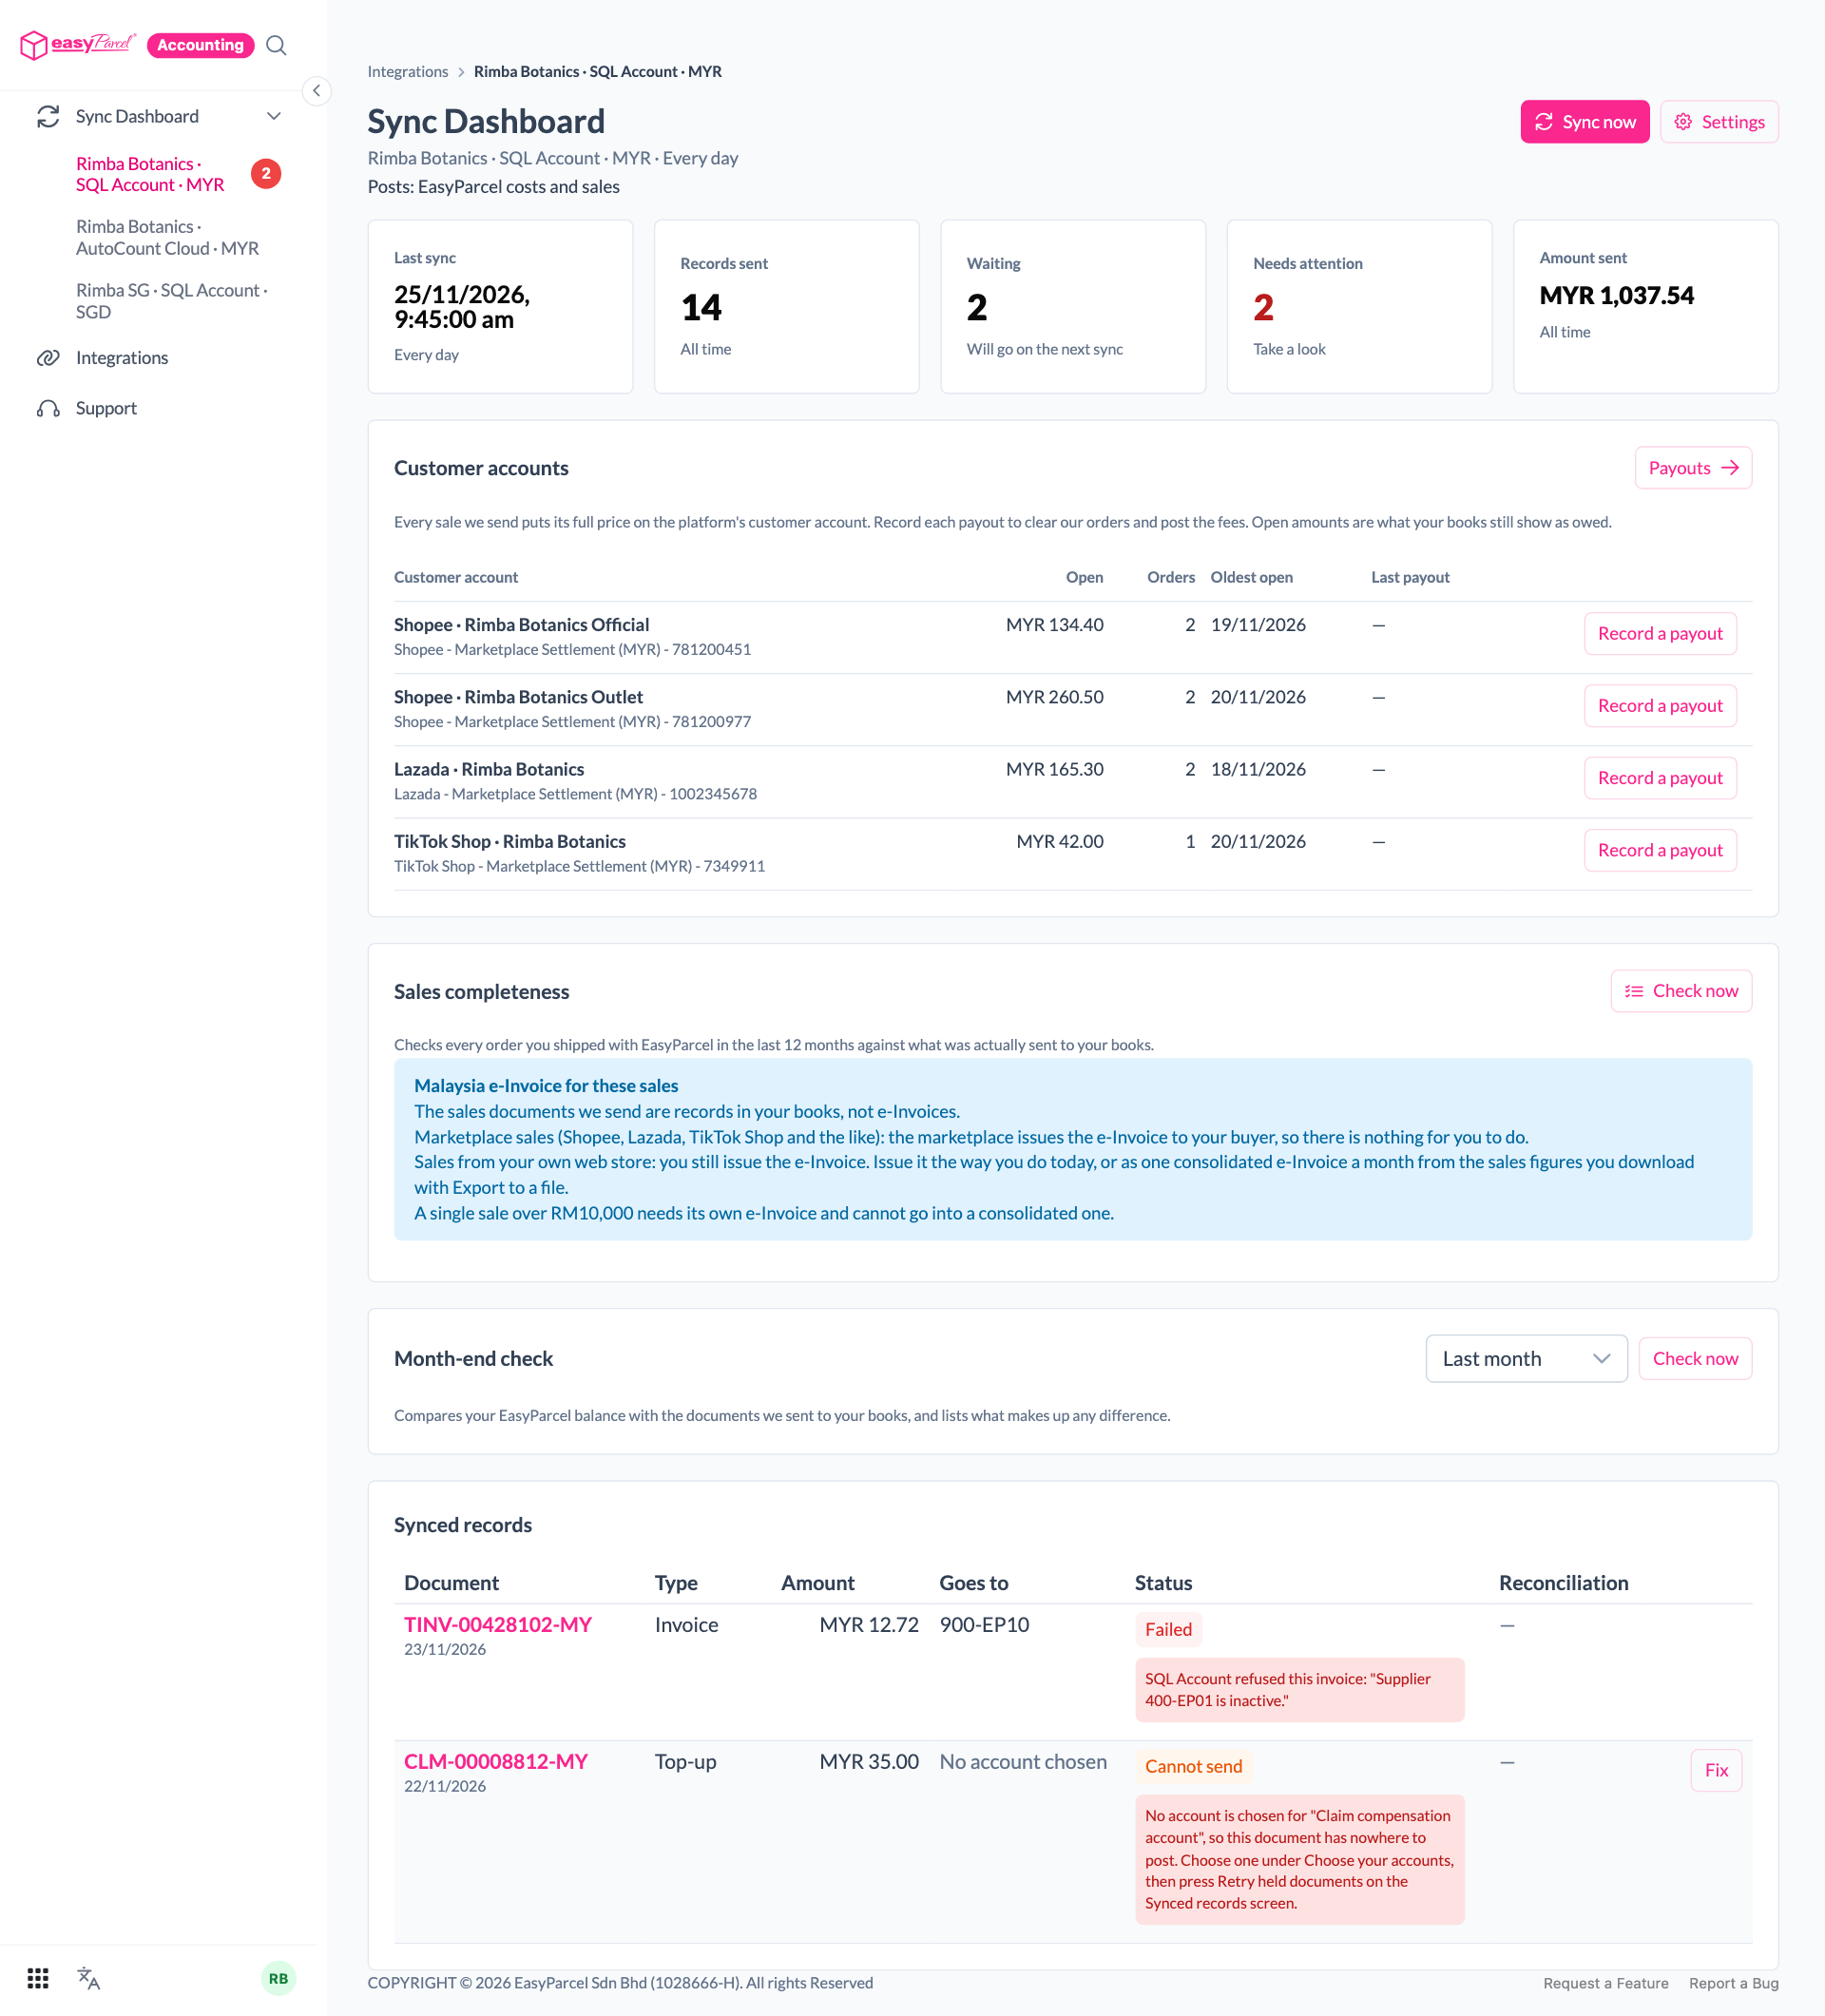 easyParcel Accounting
Sync Dashboard
Rimba Botanics ·
SQL Account · MYR
2
Rimba Botanics ·
AutoCount Cloud · MYR
Rimba SG · SQL Account ·
SGD
Integrations
Support
RB
Integrations > Rimba Botanics · SQL Account · MYR
Sync Dashboard
Sync now
Settings
Rimba Botanics · SQL Account · MYR · Every day
Posts: EasyParcel costs and sales
Last sync
25/11/2026,
9:45:00 am
Every day
Records sent
14
All time
Waiting
2
Will go on the next sync
Needs attention
2
Take a look
Amount sent
MYR 1,037.54
All time
Customer accounts
Payouts →
Every sale we send puts its full price on the platform's customer account. Record each payout to clear our orders and post the fees. Open amounts are what your books still show as owed.
Customer account Open Orders Oldest open Last payout
Shopee · Rimba Botanics Official MYR 134.40 2 19/11/2026 — Record a payout
Shopee - Marketplace Settlement (MYR) - 781200451
Shopee · Rimba Botanics Outlet MYR 260.50 2 20/11/2026 — Record a payout
Shopee - Marketplace Settlement (MYR) - 781200977
Lazada · Rimba Botanics MYR 165.30 2 18/11/2026 — Record a payout
Lazada - Marketplace Settlement (MYR) - 1002345678
TikTok Shop · Rimba Botanics MYR 42.00 1 20/11/2026 — Record a payout
TikTok Shop - Marketplace Settlement (MYR) - 7349911
Sales completeness
Check now
Checks every order you shipped with EasyParcel in the last 12 months against what was actually sent to your books.
Malaysia e-Invoice for these sales
The sales documents we send are records in your books, not e-Invoices.
Marketplace sales (Shopee, Lazada, TikTok Shop and the like): the marketplace issues the e-Invoice to your buyer, so there is nothing for you to do.
Sales from your own web store: you still issue the e-Invoice. Issue it the way you do today, or as one consolidated e-Invoice a month from the sales figures you download
with Export to a file.
A single sale over RM10,000 needs its own e-Invoice and cannot go into a consolidated one.
Month-end check
Last month
Check now
Compares your EasyParcel balance with the documents we sent to your books, and lists what makes up any difference.
Synced records
Document Type Amount Goes to Status Reconciliation
TINV-00428102-MY Invoice MYR 12.72 900-EP10 Failed —
23/11/2026
SQL Account refused this invoice: "Supplier
400-EP01 is inactive."
CLM-00008812-MY Top-up MYR 35.00 No account chosen Cannot send — Fix
22/11/2026
No account is chosen for "Claim compensation
account", so this document has nowhere to
post. Choose one under Choose your accounts,
then press Retry held documents on the
Synced records screen.
COPYRIGHT © 2026 EasyParcel Sdn Bhd (1028666-H). All rights Reserved
Request a Feature Report a Bug